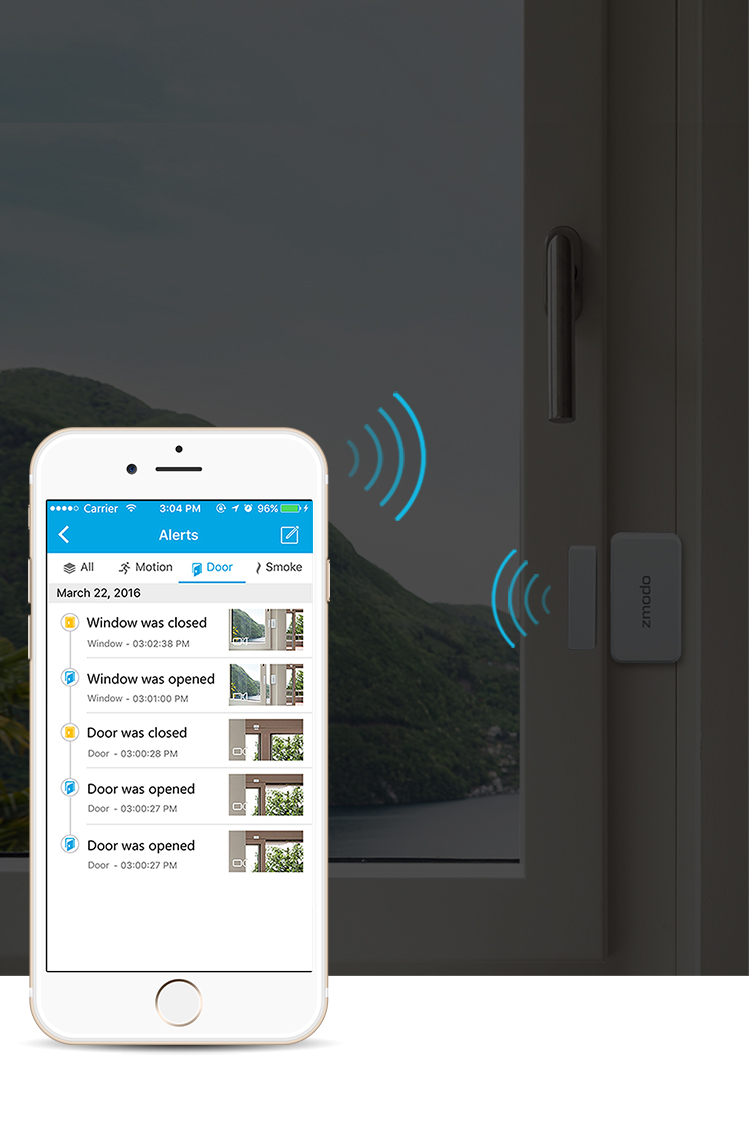 Carrier 3:04 PM 96%
Alerts
All Motion Door Smoke
March 22, 2016
Window was closed
Window - 03:02:38 PM
Window was opened
Window - 03:01:00 PM
Door was closed
Door - 03:00:28 PM
Door was opened
Door - 03:00:27 PM
Door was opened
Door - 03:00:27 PM
zmodo